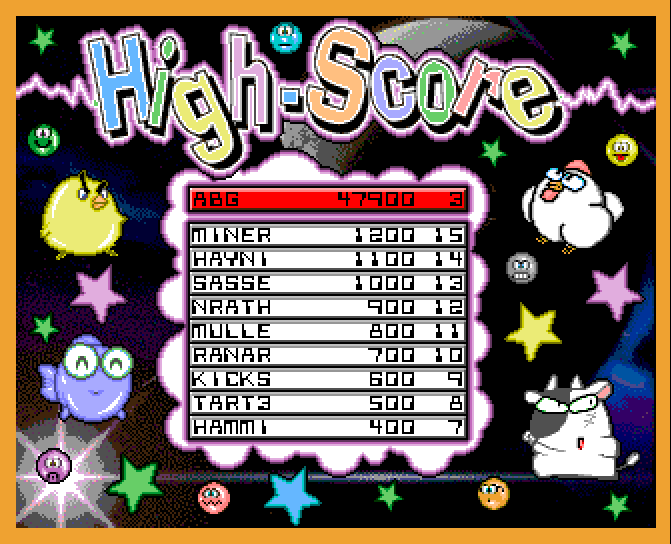 High-Score
ABG 47900 3
MINER 1200 15
HAYNI 1100 14
SASSE 1000 13
NRATH 900 12
MULLE 800 11
RANAR 700 10
KICKS 600 9
TART3 500 8
HAMMI 400 7